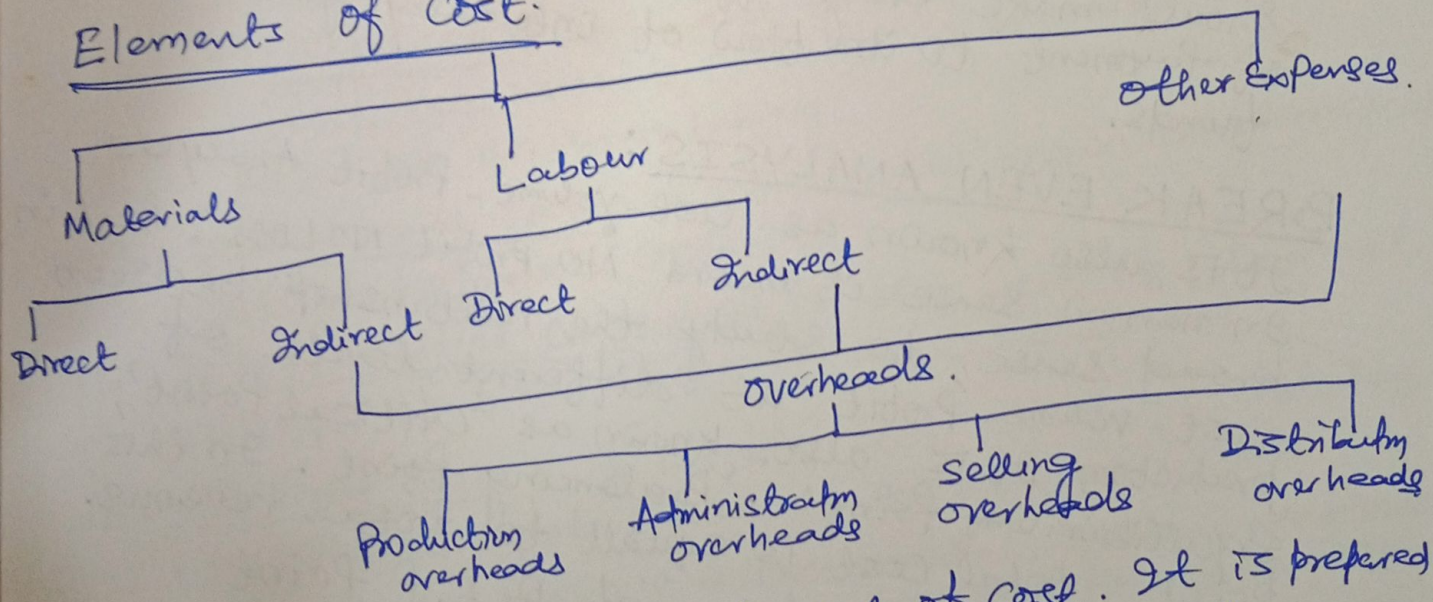 Elements of Cost.
Other Expenses.
Labour
Materials
Direct
Indirect
Direct
Indirect
overheads.
Production
overheads
Administration
overheads
selling
overheads
Distribution
overheads
of cost. It is prepared